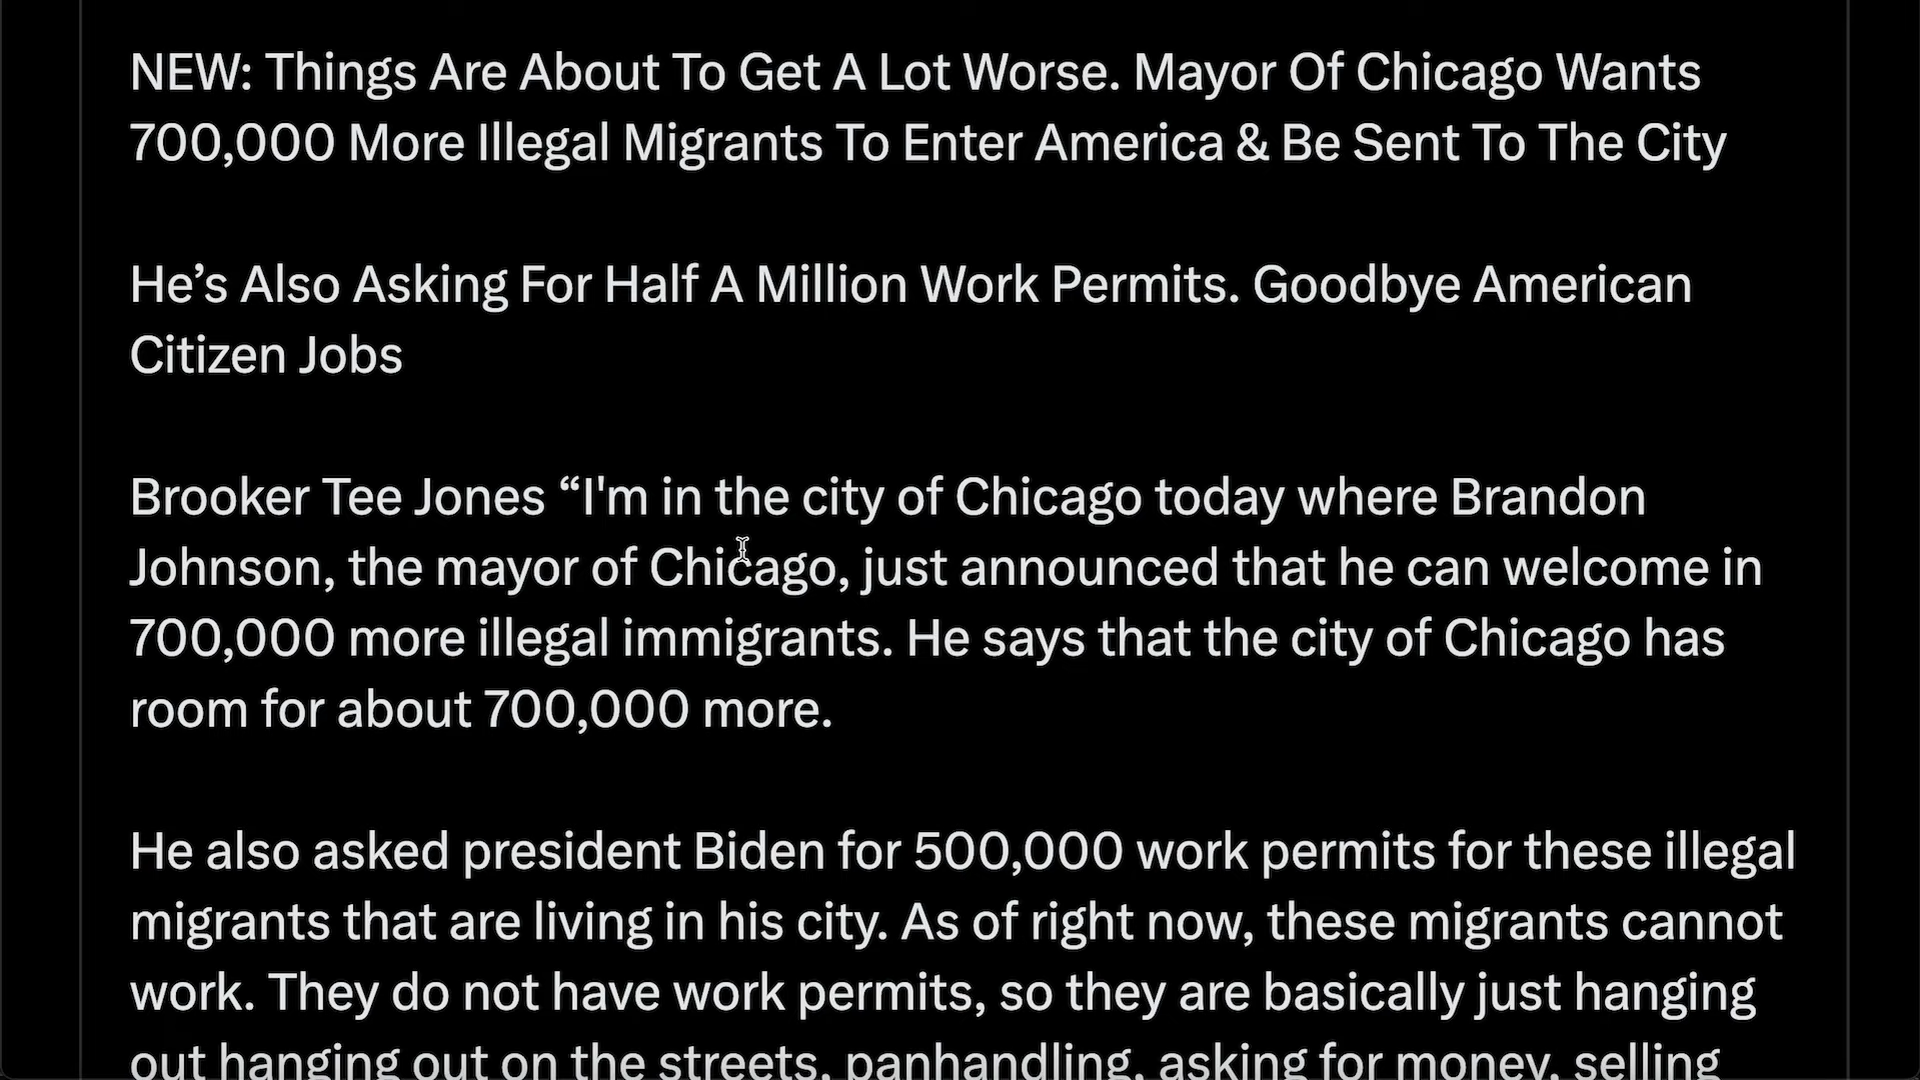 NEW: Things Are About To Get A Lot Worse. Mayor Of Chicago Wants
700,000 More Illegal Migrants To Enter America & Be Sent To The City
He’s Also Asking For Half A Million Work Permits. Goodbye American
Citizen Jobs
Brooker Tee Jones “I'm in the city of Chicago today where Brandon
Johnson, the mayor of Chicago, just announced that he can welcome in
700,000 more illegal immigrants. He says that the city of Chicago has
room for about 700,000 more.
He also asked president Biden for 500,000 work permits for these illegal
migrants that are living in his city. As of right now, these migrants cannot
work. They do not have work permits, so they are basically just hanging
out hanging out on the streets, panhandling, asking for money, selling